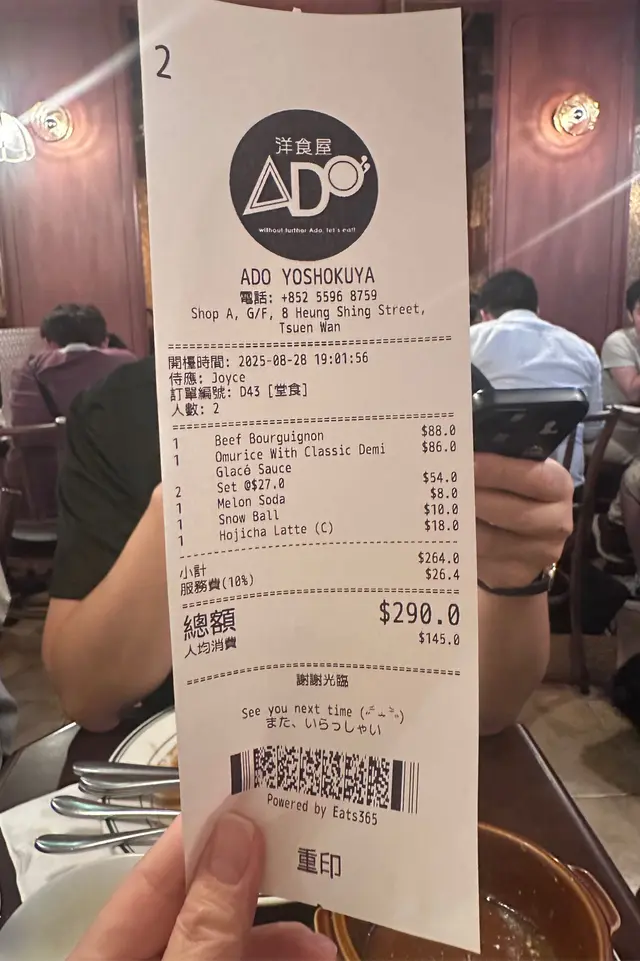 2
洋食屋
ADO
without further Ado, let's eat!
ADO YOSHOKUYA
電話: +852 5596 8759
Shop A, G/F, 8 Heung Shing Street,
Tsuen Wan
開檯時間: 2025-08-28 19:01:56
侍應: Joyce
訂單編號: D43 [堂食]
人數: 2
1 Beef Bourguignon $88.0
1 Omurice With Classic Demi $86.0
Glacé Sauce
2 Set @$27.0 $54.0
1 Melon Soda $8.0
1 Snow Ball $10.0
1 Hojicha Latte (C) $18.0
小計 $264.0
服務費(10%) $26.4
總額 $290.0
人均消費 $145.0
謝謝光臨
See you next time
また、いらっしゃい
Powered by Eats365
重印